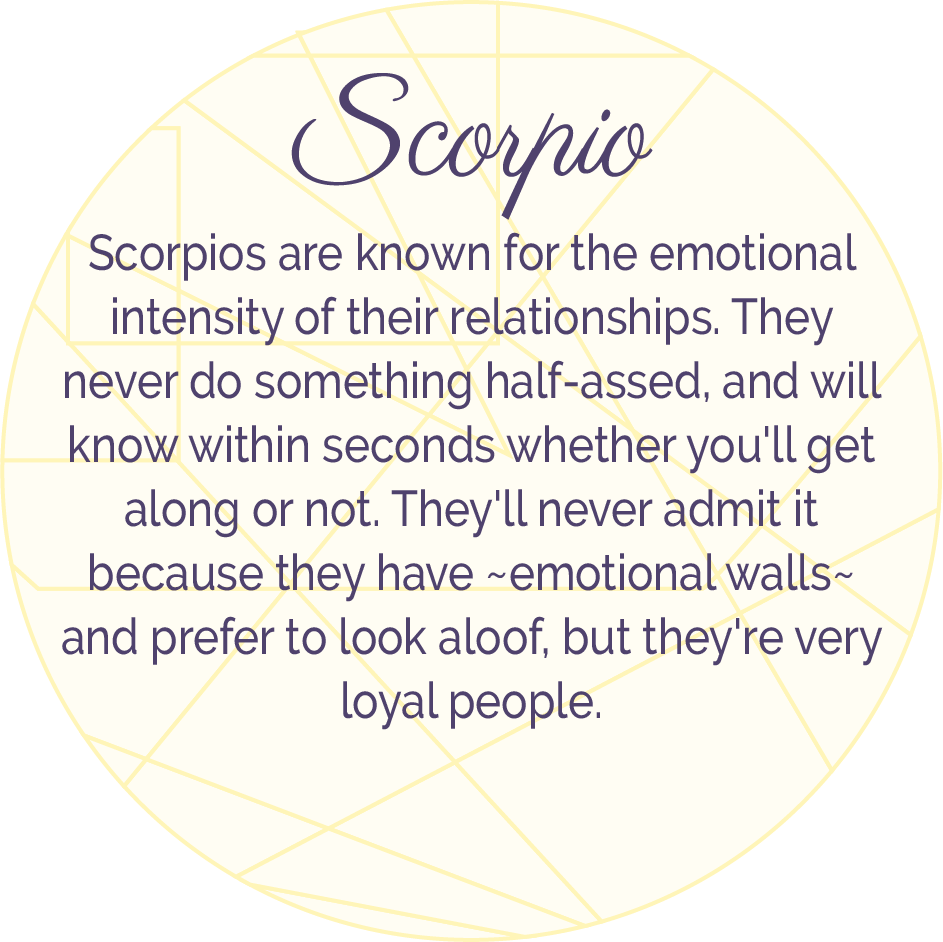 Scorpio
Scorpios are known for the emotional
intensity of their relationships. They
never do something half-assed, and will
know within seconds whether you'll get
along or not. They'll never admit it
because they have ~emotional walls~
and prefer to look aloof, but they're very
loyal people.